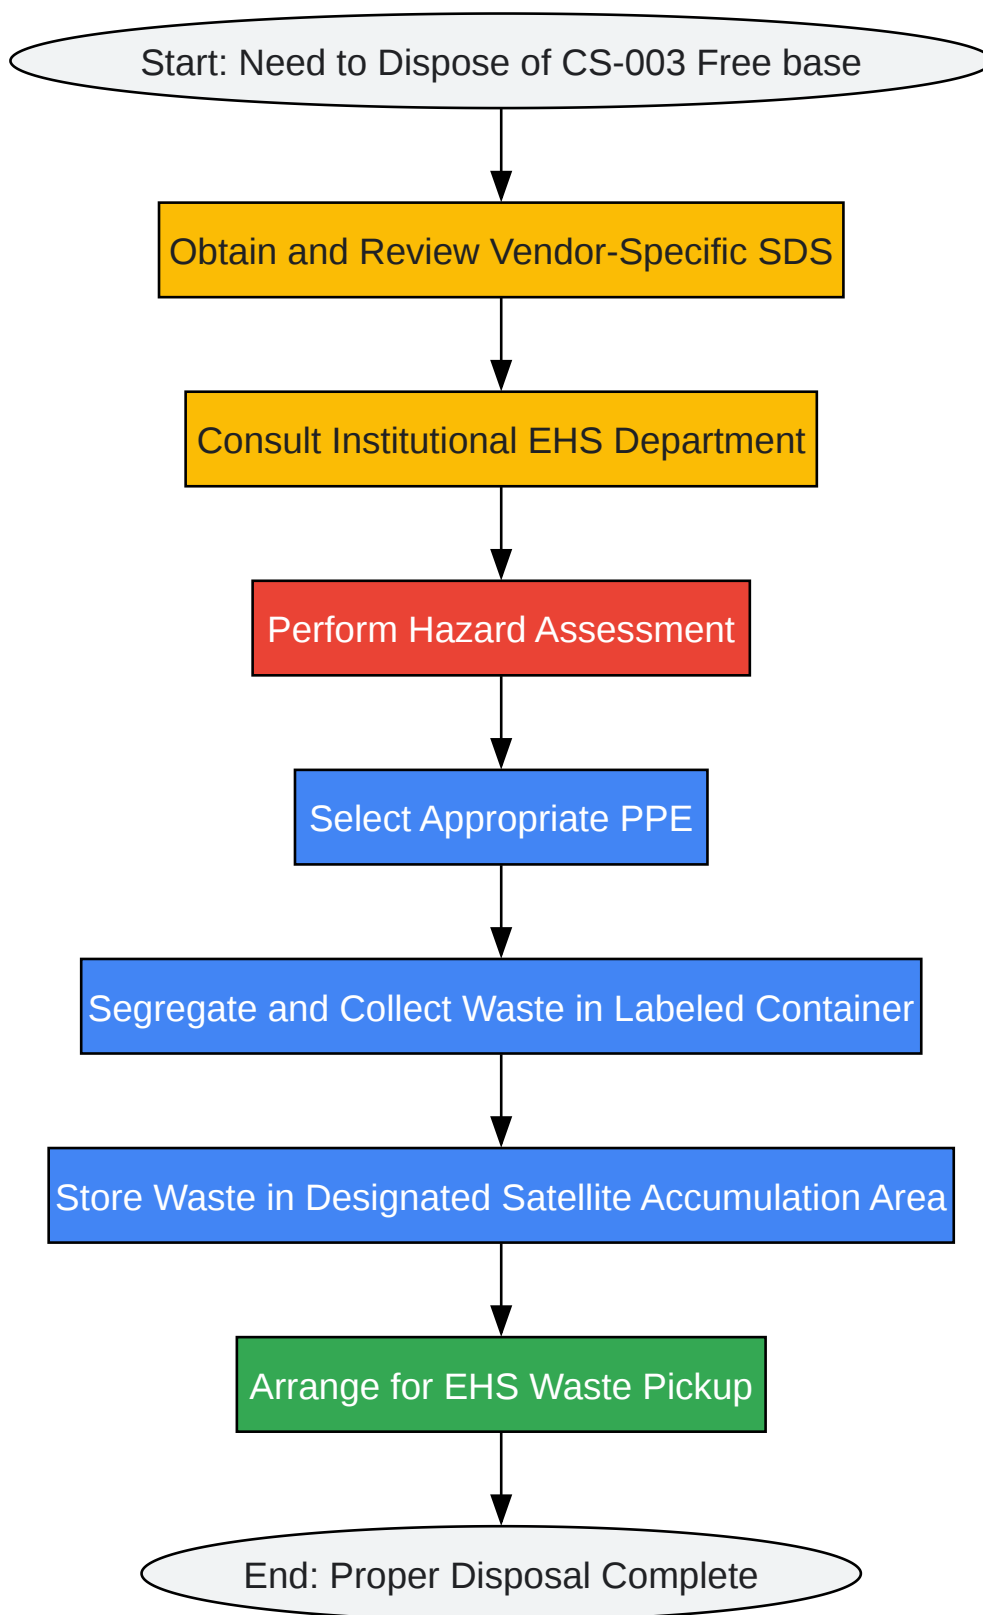 Start: Need to Dispose of CS-003 Free base
Obtain and Review Vendor-Specific SDS
Consult Institutional EHS Department
Perform Hazard Assessment
Select Appropriate PPE
Segregate and Collect Waste in Labeled Container
Store Waste in Designated Satellite Accumulation Area
Arrange for EHS Waste Pickup
End: Proper Disposal Complete